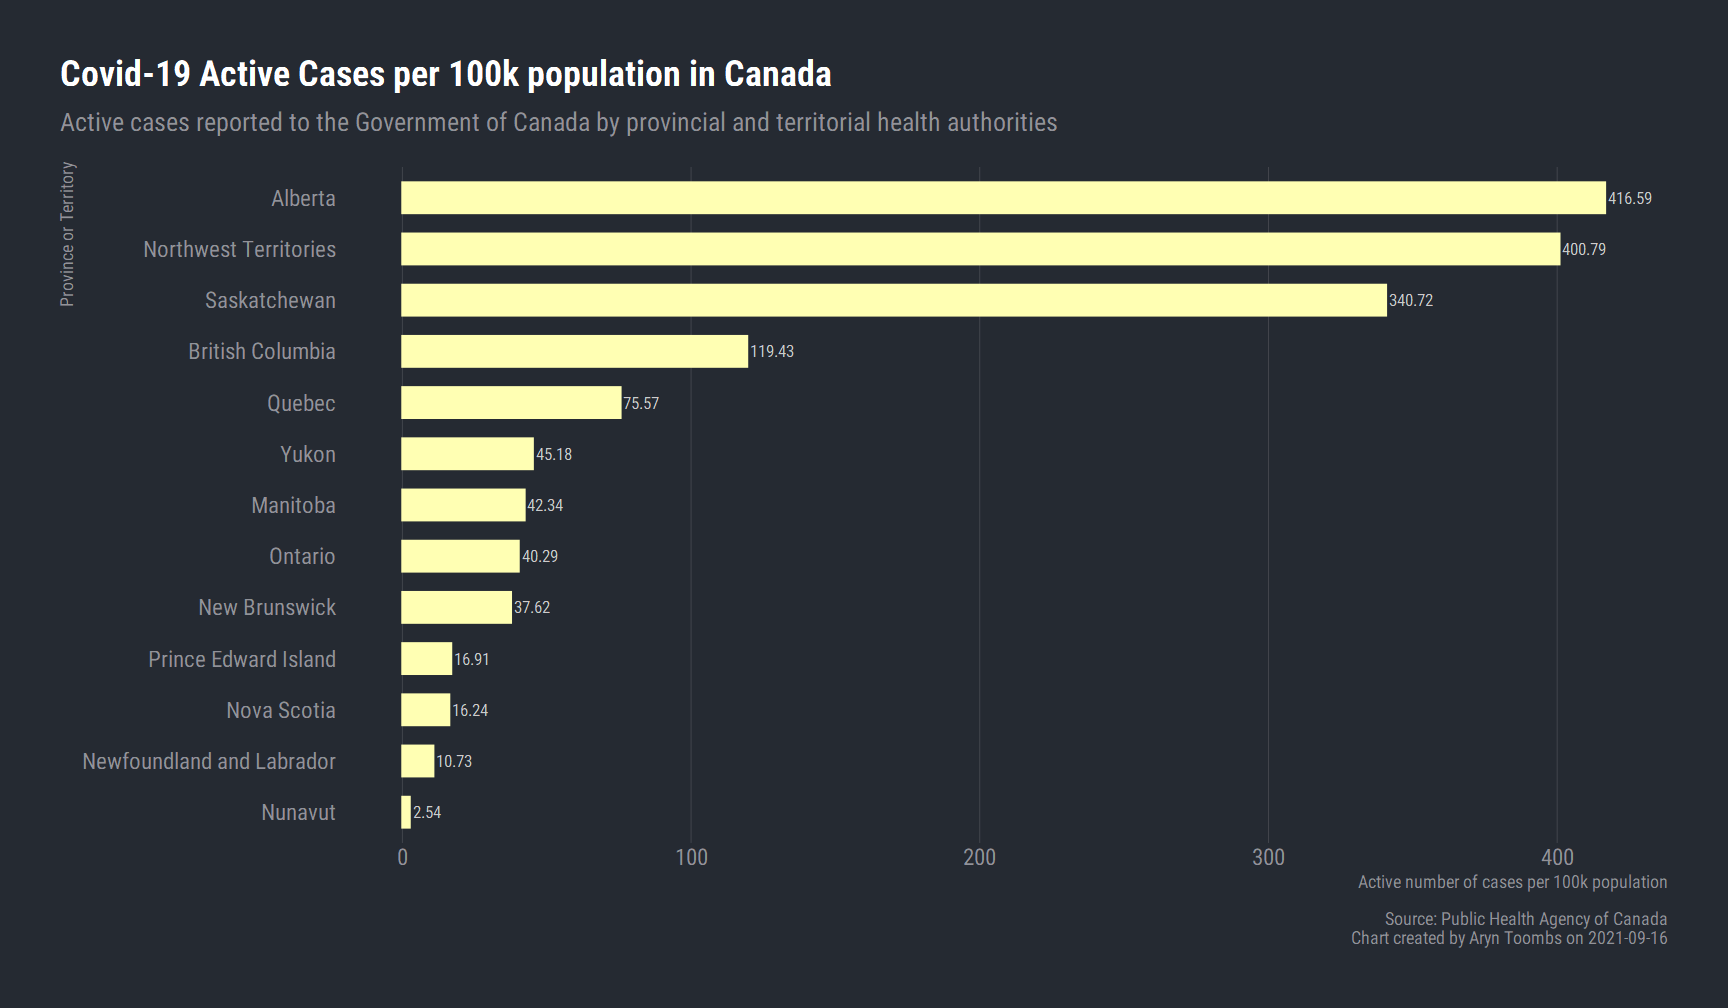 Covid-19 Active Cases per 100k population in Canada
Active cases reported to the Government of Canada by provincial and territorial health authorities
Province or Territory
Alberta 416.59
Northwest Territories 400.79
Saskatchewan 340.72
British Columbia 119.43
Quebec 75.57
Yukon 45.18
Manitoba 42.34
Ontario 40.29
New Brunswick 37.62
Prince Edward Island 16.91
Nova Scotia 16.24
Newfoundland and Labrador 10.73
Nunavut 2.54
0 100 200 300 400
Active number of cases per 100k population
Source: Public Health Agency of Canada
Chart created by Aryn Toombs on 2021-09-16